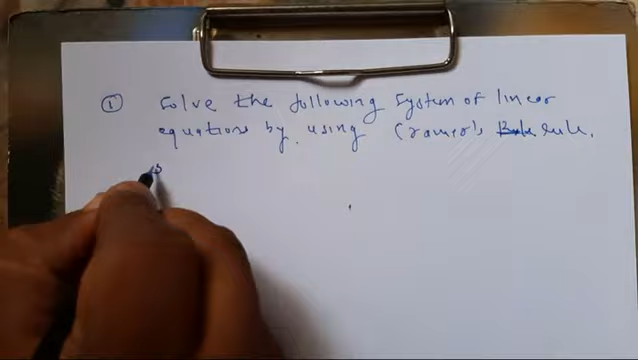 ① Solve the following System of linear
equations by using Cramer's rule.